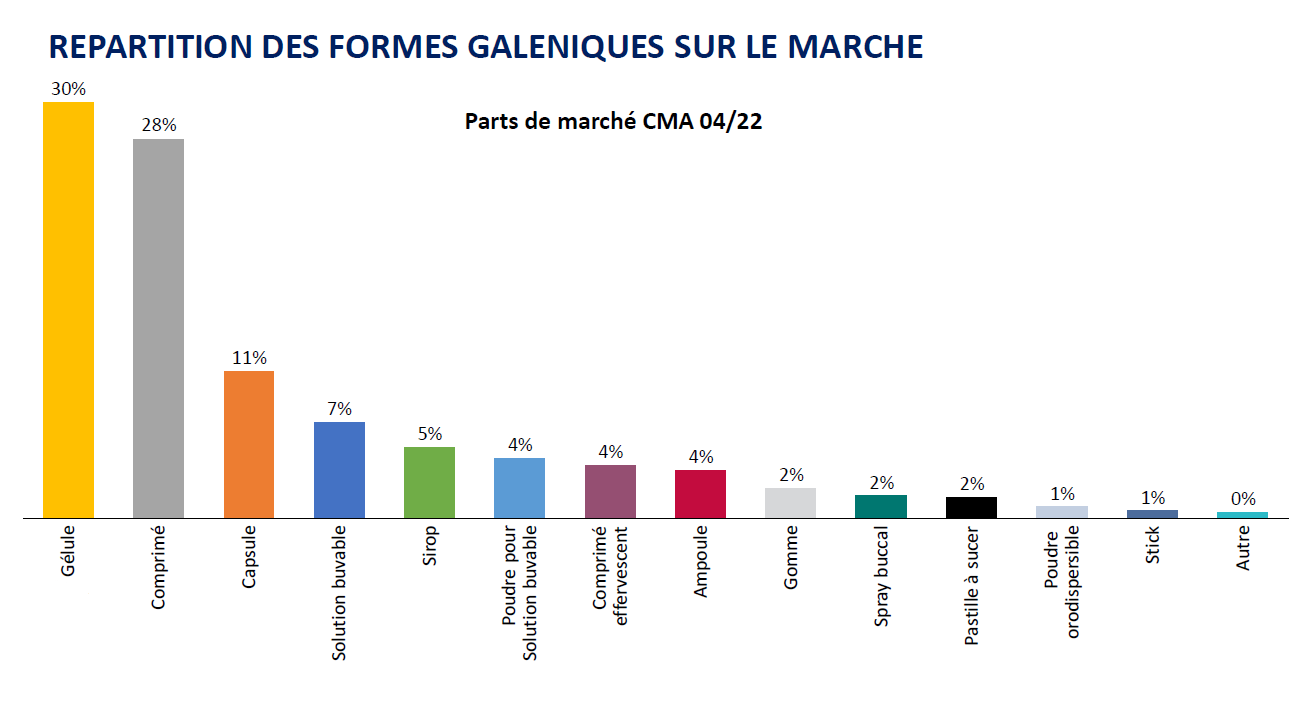 REPARTITION DES FORMES GALENIQUES SUR LE MARCHE
Parts de marché CMA 04/22
30%
28%
11%
7%
5%
4%
4%
4%
2%
2%
2%
1%
1%
0%
Gélule
Comprimé
Capsule
Solution buvable
Sirop
Poudre pour
Solution buvable
Comprimé
effervescent
Ampoule
Gomme
Spray buccal
Pastille à sucer
Poudre
orodispersible
Stick
Autre